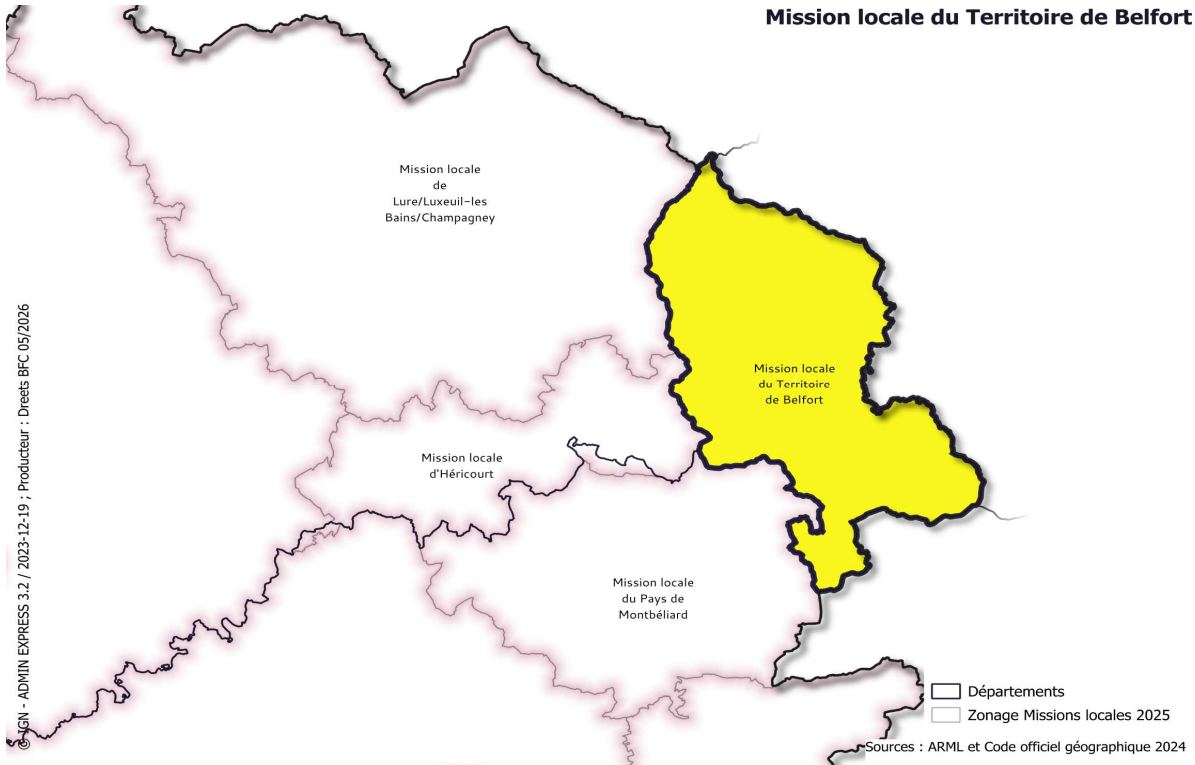 Mission locale du Territoire de Belfort
Mission locale
de
Lure/Luxeuil-les
Bains/Champagney
Mission locale
du Territoire
de Belfort
Mission locale
d'Héricourt
Mission locale
du Pays de
Montbéliard
Départements
Zonage Missions locales 2025
Sources : ARML et Code officiel géographique 2024
© IGN - ADMIN EXPRESS 3.2 / 2023-12-19 ; Producteur : Dreets BFC 05/2026